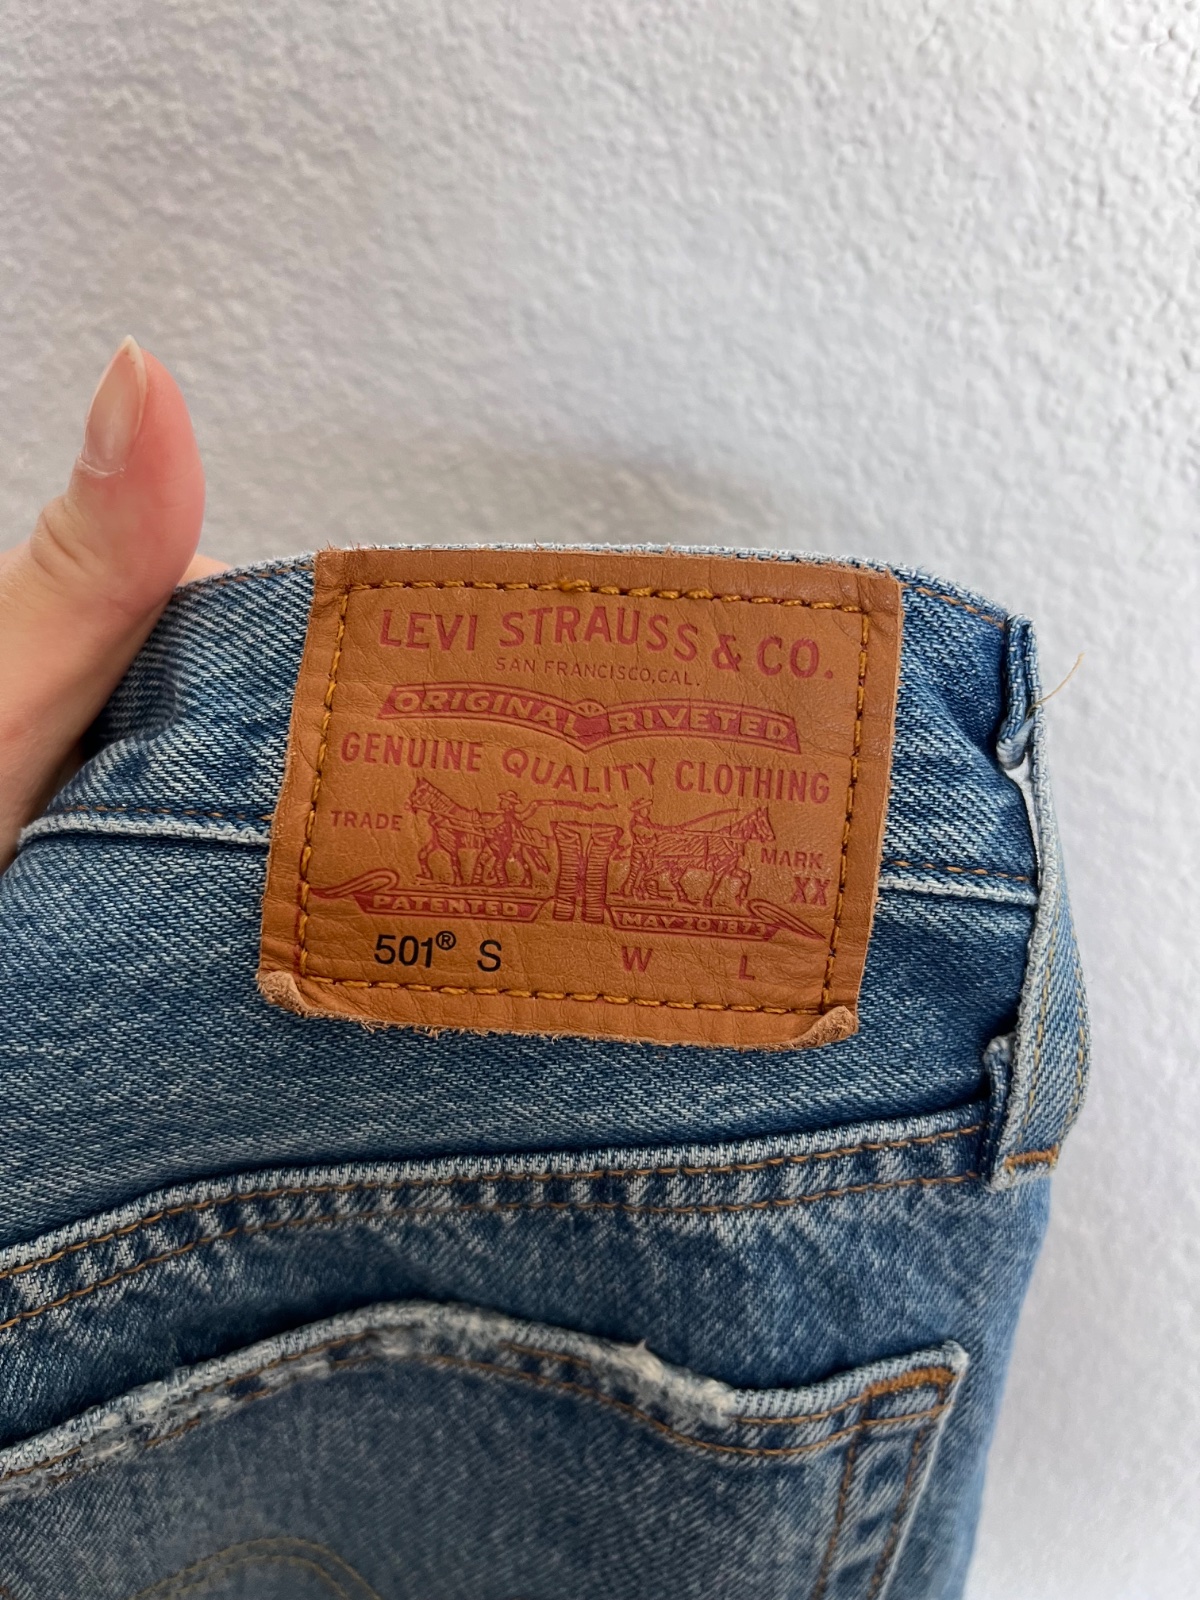 LEVI STRAUSS & CO.
SAN FRANCISCO, CAL.
ORIGINAL RIVETED
GENUINE QUALITY CLOTHING
TRADE MARK
XX
PATENTED MAY 20 1873
501® S W L